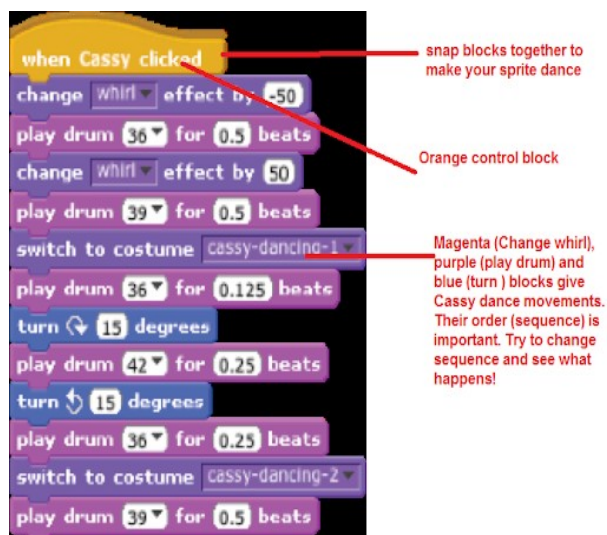 when Cassy clicked
change whirl effect by -50
play drum 36 for 0.5 beats
change whirl effect by 50
play drum 39 for 0.5 beats
switch to costume cassy-dancing-1
play drum 36 for 0.125 beats
turn 15 degrees
play drum 42 for 0.25 beats
turn 15 degrees
play drum 36 for 0.25 beats
switch to costume cassy-dancing-2
play drum 39 for 0.5 beats
snap blocks together to
make your sprite dance
Orange control block
Magenta (Change whirl),
purple (play drum) and
blue (turn ) blocks give
Cassy dance movements.
Their order (sequence) is
important. Try to change
sequence and see what
happens!